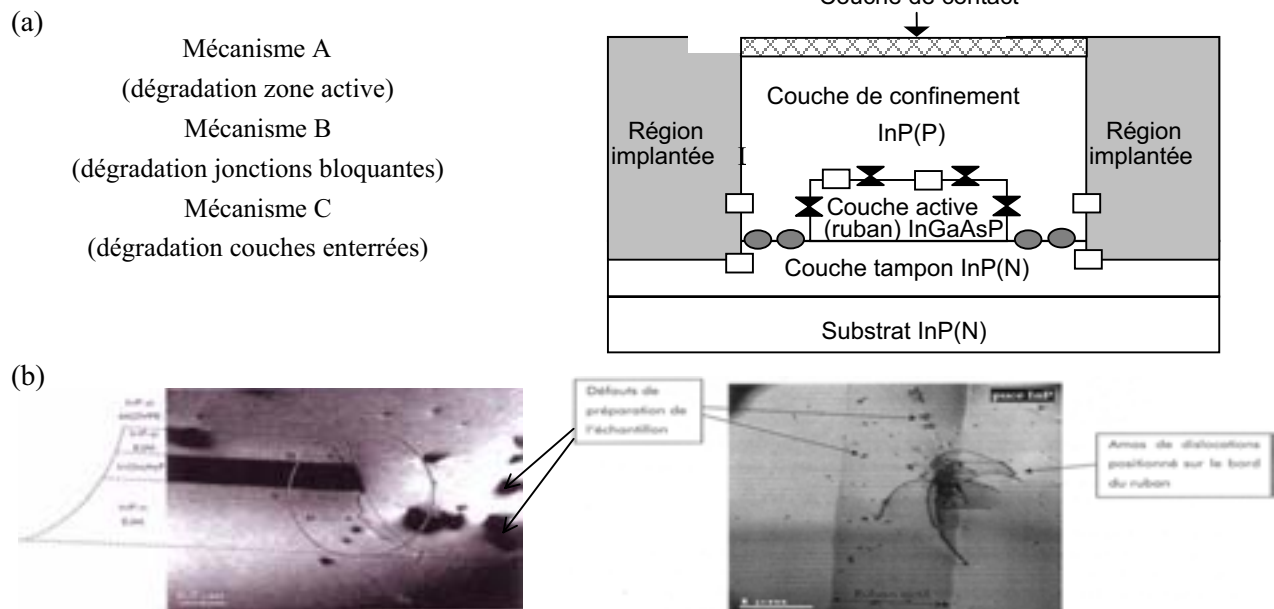 (a)
Mécanisme A
(dégradation zone active)
Mécanisme B
(dégradation jonctions bloquantes)
Mécanisme C
(dégradation couches enterrées)
Couche de contact
Couche de confinement
InP(P)
Région
implantée
I
Région
implantée
Couche active
(ruban) InGaAsP
Couche tampon InP(N)
Substrat InP(N)
(b)
Défauts de
préparation de
l'échantillon
puce InP
Amas de dislocations
positionné sur le bord
du ruban